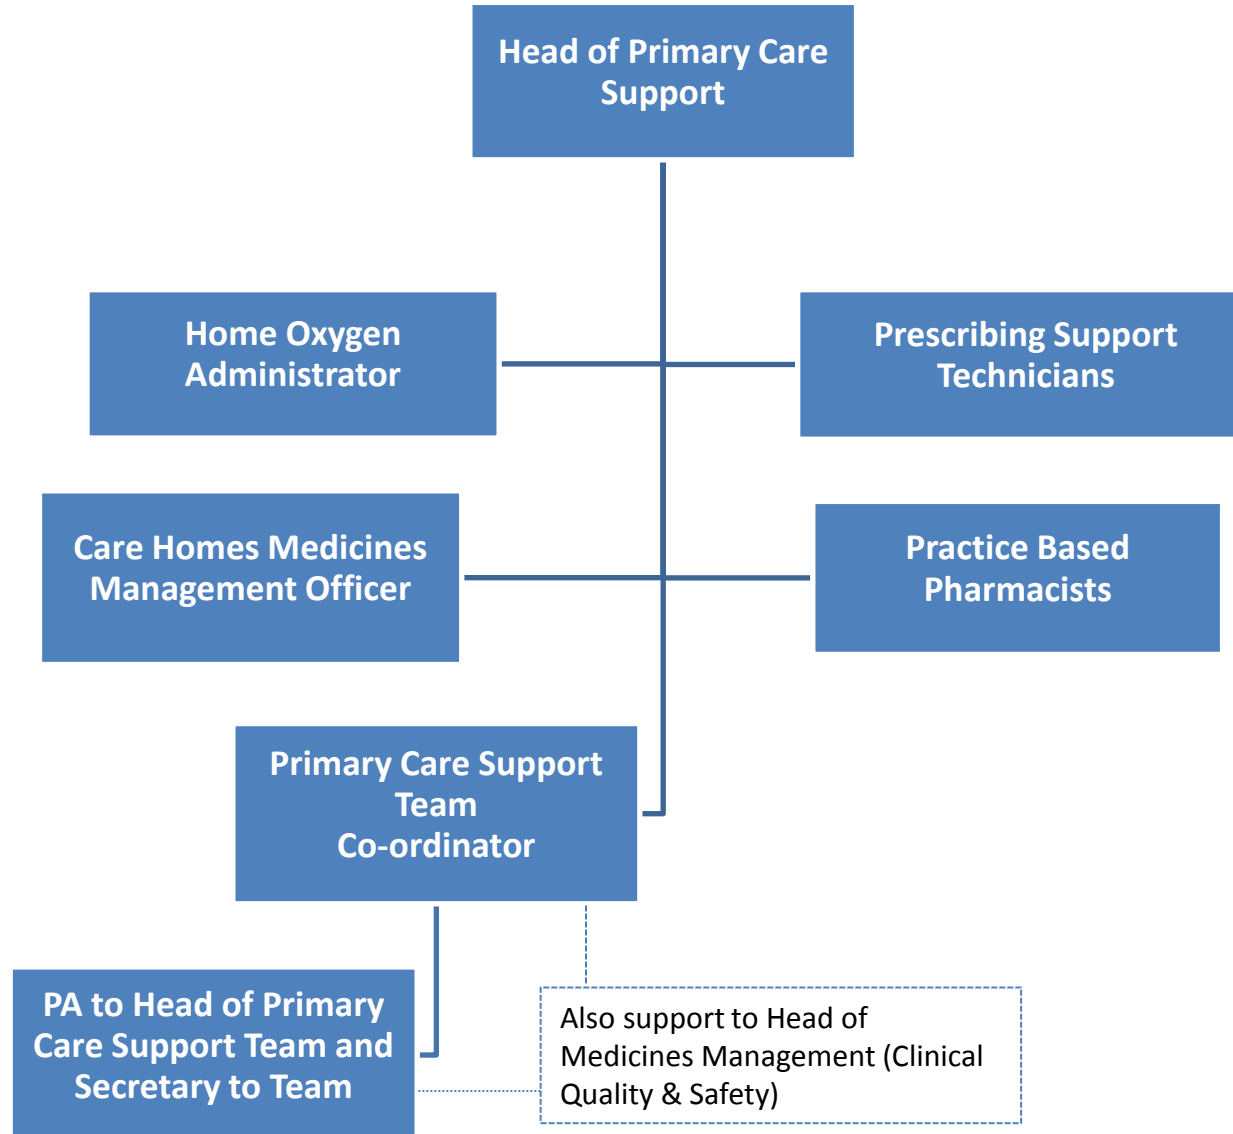 Head of Primary Care
Support
Home Oxygen
Administrator
Prescribing Support
Technicians
Care Homes Medicines
Management Officer
Practice Based
Pharmacists
Primary Care Support
Team
Co-ordinator
PA to Head of Primary
Care Support Team and
Secretary to Team
Also support to Head of
Medicines Management (Clinical
Quality & Safety)